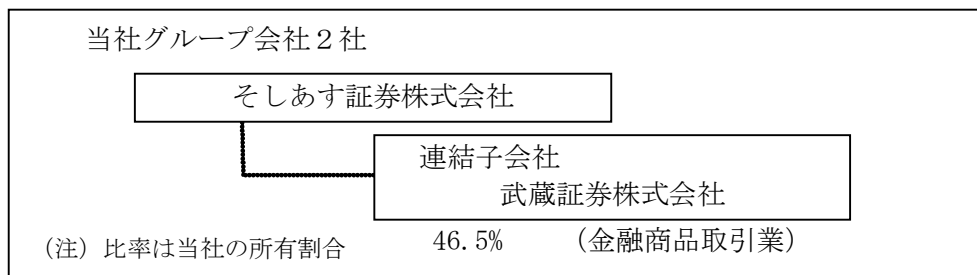 当社グループ会社２社
そしあす証券株式会社
連結子会社
武蔵証券株式会社
（注）比率は当社の所有割合　46.5%　（金融商品取引業）